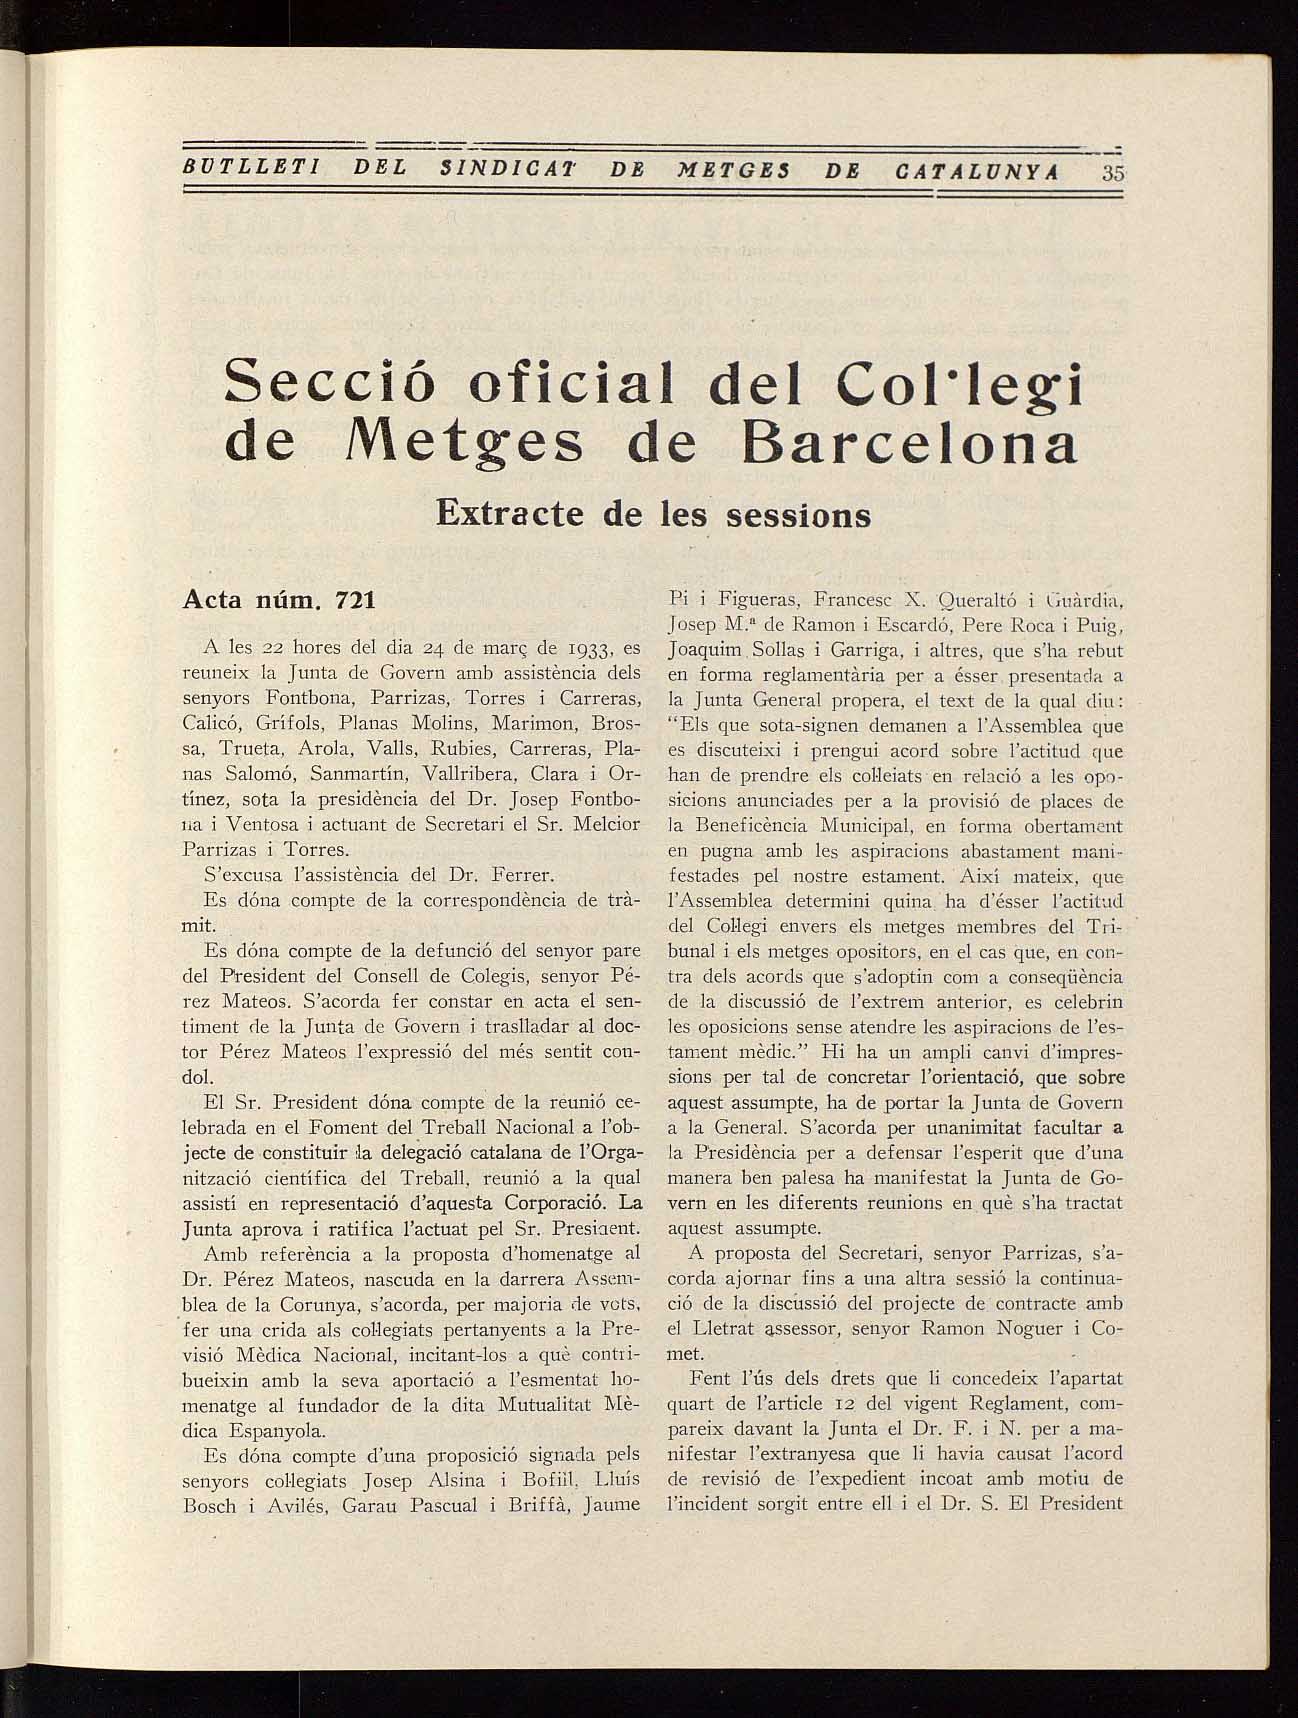 BUTLLETI DEL SINDICAT DE METGES DE CATALUNYA 35
Secció oficial del Col·legi
de Metges de Barcelona
Extracte de les sessions
Acta núm. 721
A les 22 hores del dia 24 de març de 1933, es
reuneix la Junta de Govern amb assistència dels
senyors Fontbona, Parrizas, Torres i Carreras,
Calicó, Grífols, Planas Molins, Marimon, Bros-
sa, Trueta, Arola, Valls, Rubies, Carreras, Pla-
nas Salomó, Sanmartín, Vallribera, Clara i Or-
tínez, sota la presidència del Dr. Josep Fontbo-
na i Ventosa i actuant de Secretari el Sr. Melcior
Parrizas i Torres.
S'excusa l'assistència del Dr. Ferrer.
Es dóna compte de la correspondència de trà-
mit.
Es dóna compte de la defunció del senyor pare
del President del Consell de Colegis, senyor Pé-
rez Mateos. S'acorda fer constar en acta el sen-
timent de la Junta de Govern i traslladar al doc-
tor Pérez Mateos l'expressió del més sentit con-
dol.
El Sr. President dóna compte de la reunió ce-
lebrada en el Foment del Treball Nacional a l'ob-
jecte de constituir la delegació catalana de l'Orga-
nització científica del Treball, reunió a la qual
assistí en representació d'aquesta Corporació. La
Junta aprova i ratifica l'actuat pel Sr. President.
Amb referència a la proposta d'homenatge al
Dr. Pérez Mateos, nascuda en la darrera Assem-
blea de la Corunya, s'acorda, per majoria de vots,
fer una crida als coŀlegiats pertanyents a la Pre-
visió Mèdica Nacional, incitant-los a què contri-
bueixin amb la seva aportació a l'esmentat ho-
menatge al fundador de la dita Mutualitat Mè-
dica Espanyola.
Es dóna compte d'una proposició signada pels
senyors coŀlegiats Josep Alsina i Bofill, Lluís
Bosch i Avilés, Garau Pascual i Briffà, Jaume
Pi i Figueras, Francesc X. Queraltó i Guàrdia,
Josep M.ª de Ramon i Escardó, Pere Roca i Puig,
Joaquim Sollas i Garriga, i altres, que s'ha rebut
en forma reglamentària per a ésser presentada a
la Junta General propera, el text de la qual diu:
"Els que sota-signen demanen a l'Assemblea que
es discuteixi i prengui acord sobre l'actitud que
han de prendre els coŀleiats en relació a les opo-
sicions anunciades per a la provisió de places de
la Beneficència Municipal, en forma obertament
en pugna amb les aspiracions abastament mani-
festades pel nostre estament. Així mateix, que
l'Assemblea determini quina ha d'ésser l'actitud
del Coŀlegi envers els metges membres del Tri-
bunal i els metges opositors, en el cas que, en con-
tra dels acords que s'adoptin com a conseqüència
de la discussió de l'extrem anterior, es celebrin
les oposicions sense atendre les aspiracions de l'es-
tament mèdic." Hi ha un ampli canvi d'impres-
sions per tal de concretar l'orientació, que sobre
aquest assumpte, ha de portar la Junta de Govern
a la General. S'acorda per unanimitat facultar a
la Presidència per a defensar l'esperit que d'una
manera ben palesa ha manifestat la Junta de Go-
vern en les diferents reunions en què s'ha tractat
aquest assumpte.
A proposta del Secretari, senyor Parrizas, s'a-
corda ajornar fins a una altra sessió la continua-
ció de la discussió del projecte de contracte amb
el Lletrat assessor, senyor Ramon Noguer i Co-
met.
Fent l'ús dels drets que li concedeix l'apartat
quart de l'article 12 del vigent Reglament, com-
pareix davant la Junta el Dr. F. i N. per a ma-
nifestar l'extranyesa que li havia causat l'acord
de revisió de l'expedient incoat amb motiu de
l'incident sorgit entre ell i el Dr. S. El President